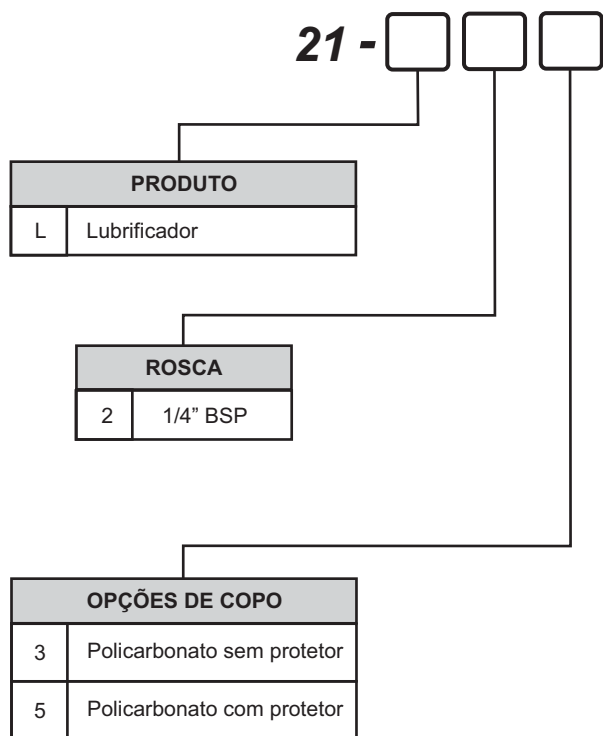 21 -
PRODUTO
L Lubrificador
ROSCA
2 1/4” BSP
OPÇÕES DE COPO
3 Policarbonato sem protetor
5 Policarbonato com protetor